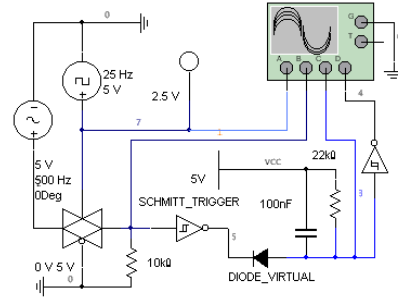 0
G
T
A B C D
25 Hz
5 V
2.5 V
4
7
1
5 V
500 Hz
0Deg
VCC
22kΩ
5V
SCHMITT_TRIGGER
100nF
3
5
0 V 5 V
10kΩ
0
DIODE_VIRTUAL